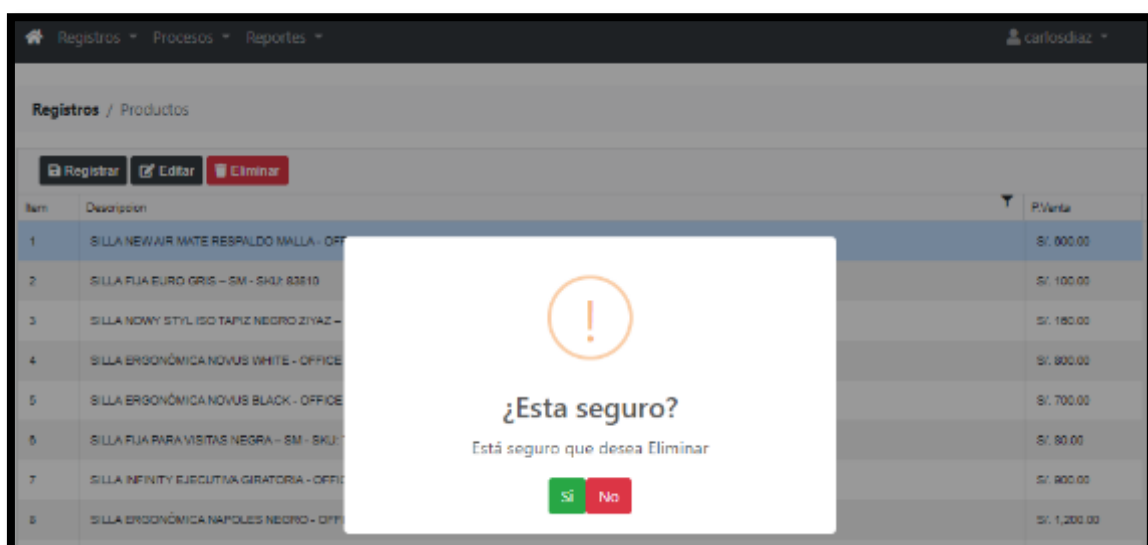 Registros Procesos Reportes carlosdiaz
Registros / Productos
Registrar Editar Eliminar
Item Descripcion P.Venta
1 SILLA NEW AIR MATE RESPALDO MALLA - OFF S/. 600.00
2 SILLA FIJA EURO GRIS – SM - SKU: 83810 S/. 100.00
3 SILLA NOWY STYL ISO TAPIZ NEGRO ZIYAZ – S/. 160.00
4 SILLA ERGONÓMICA NOVUS WHITE - OFFICE S/. 800.00
5 SILLA ERGONÓMICA NOVUS BLACK - OFFICE S/. 700.00
6 SILLA FIJA PARA VISITAS NEGRA – SM - SKU: S/. 80.00
7 SILLA INFINITY EJECUTIVA GIRATORIA - OFFIC S/. 900.00
8 SILLA ERGONÓMICA NAPOLES NEGRO - OFFI S/. 1,200.00
!
¿Esta seguro?
Está seguro que desea Eliminar
Si No